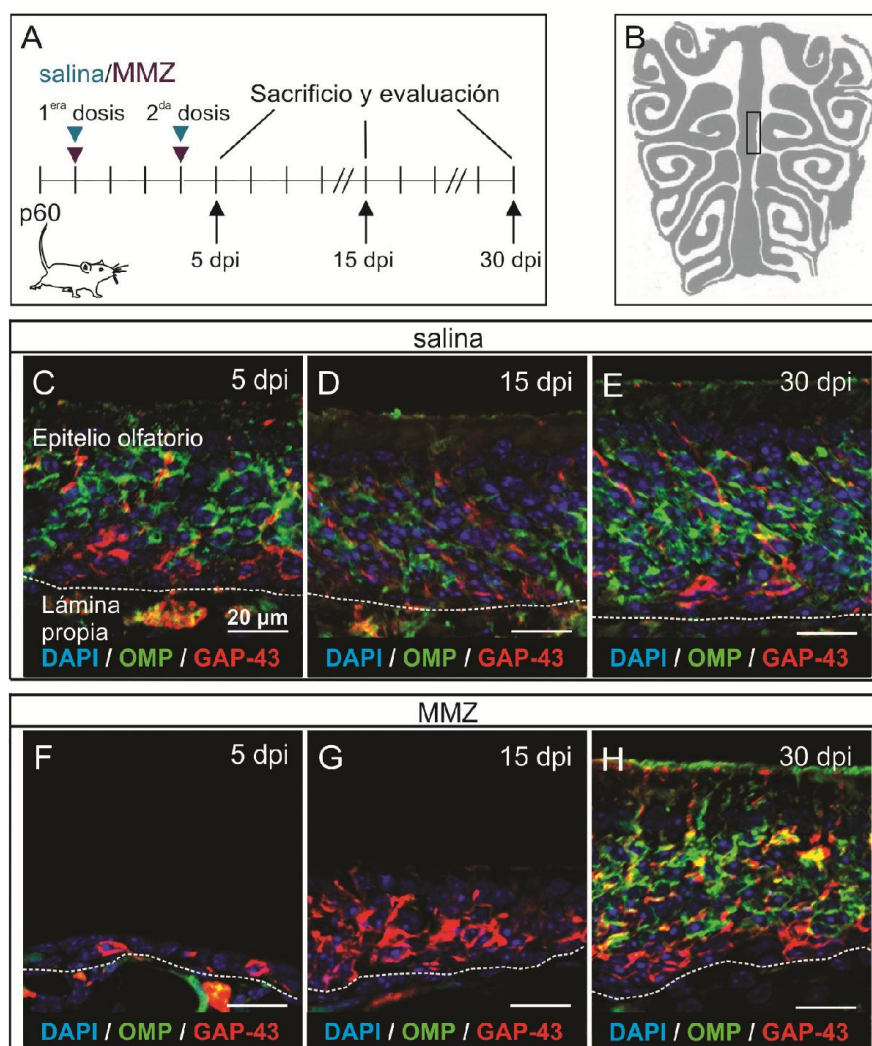 A
salina/MMZ
1era dosis 2da dosis
Sacrificio y evaluación
p60
5 dpi 15 dpi 30 dpi
B
salina
C 5 dpi
Epitelio olfatorio
Lámina
propia
20 µm
DAPI / OMP / GAP-43
D 15 dpi
DAPI / OMP / GAP-43
E 30 dpi
DAPI / OMP / GAP-43
MMZ
F 5 dpi
DAPI / OMP / GAP-43
G 15 dpi
DAPI / OMP / GAP-43
H 30 dpi
DAPI / OMP / GAP-43